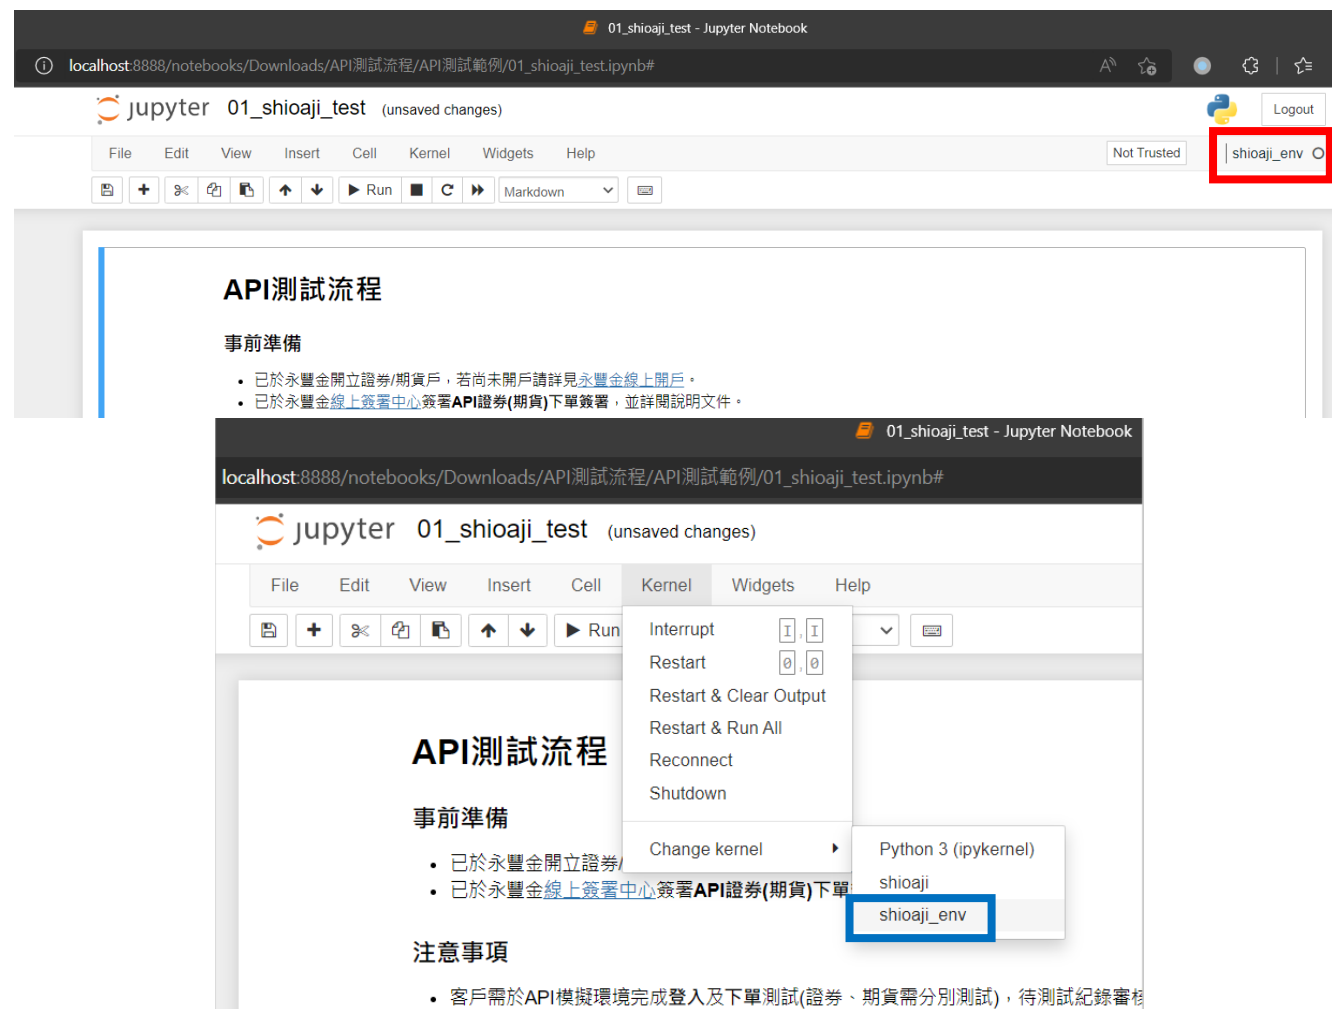 01_shioaji_test - Jupyter Notebook
localhost:8888/notebooks/Downloads/API測試流程/API測試範例/01_shioaji_test.ipynb#
jupyter 01_shioaji_test (unsaved changes)
Logout
File Edit View Insert Cell Kernel Widgets Help
Not Trusted
shioaji_env
Run
Markdown
API測試流程
事前準備
已於永豐金開立證券/期貨戶，若尚未開戶請詳見永豐金線上開戶。
已於永豐金線上簽署中心簽署API證券(期貨)下單簽署，並詳閱說明文件。
01_shioaji_test - Jupyter Notebook
localhost:8888/notebooks/Downloads/API測試流程/API測試範例/01_shioaji_test.ipynb#
jupyter 01_shioaji_test (unsaved changes)
File Edit View Insert Cell Kernel Widgets Help
Run
Interrupt I,I
Restart 0,0
Restart & Clear Output
Restart & Run All
Reconnect
Shutdown
Change kernel
Python 3 (ipykernel)
shioaji
shioaji_env
API測試流程
事前準備
已於永豐金開立證券/
已於永豐金線上簽署中心簽署API證券(期貨)下單
注意事項
客戶需於API模擬環境完成登入及下單測試(證券、期貨需分別測試)，待測試紀錄審核